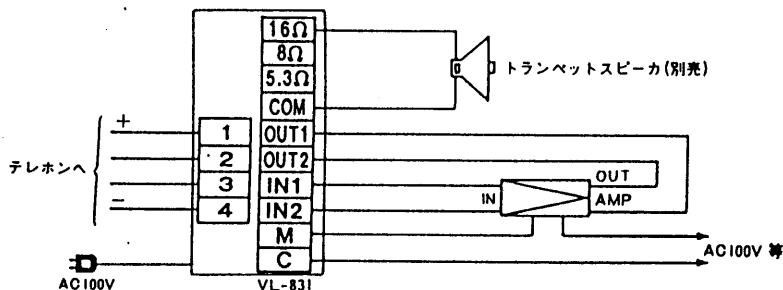 16Ω
8Ω
5.3Ω
COM
OUT1
OUT2
IN1
IN2
M
C
トランペットスピーカ(別売)
テレホンへ
+
−
1
2
3
4
IN
OUT
AMP
AC100V 等
AC100V
VL-831